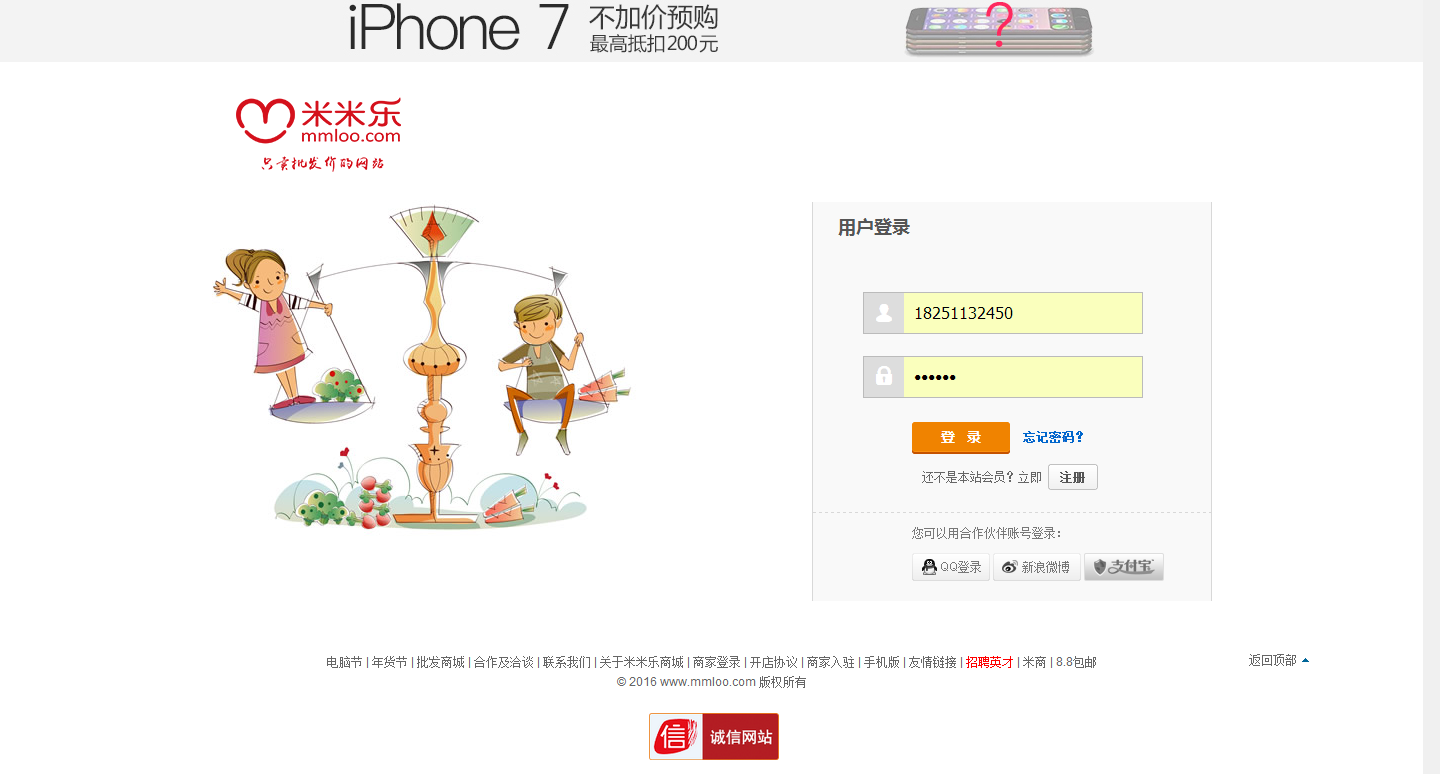 iPhone 7 不加价预购
最高抵扣200元
?
米米乐
mmloo.com
只卖批发价的网站
用户登录
18251132450
••••••
登 录 忘记密码?
还不是本站会员? 立即 注册
您可以用合作伙伴账号登录:
QQ登录 新浪微博 支付宝
电脑节 | 年货节 | 批发商城 | 合作及洽谈 | 联系我们 | 关于米米乐商城 | 商家登录 | 开店协议 | 商家入驻 | 手机版 | 友情链接 | 招聘英才 | 米商 | 8.8包邮
返回顶部
© 2016 www.mmloo.com 版权所有
信 诚信网站